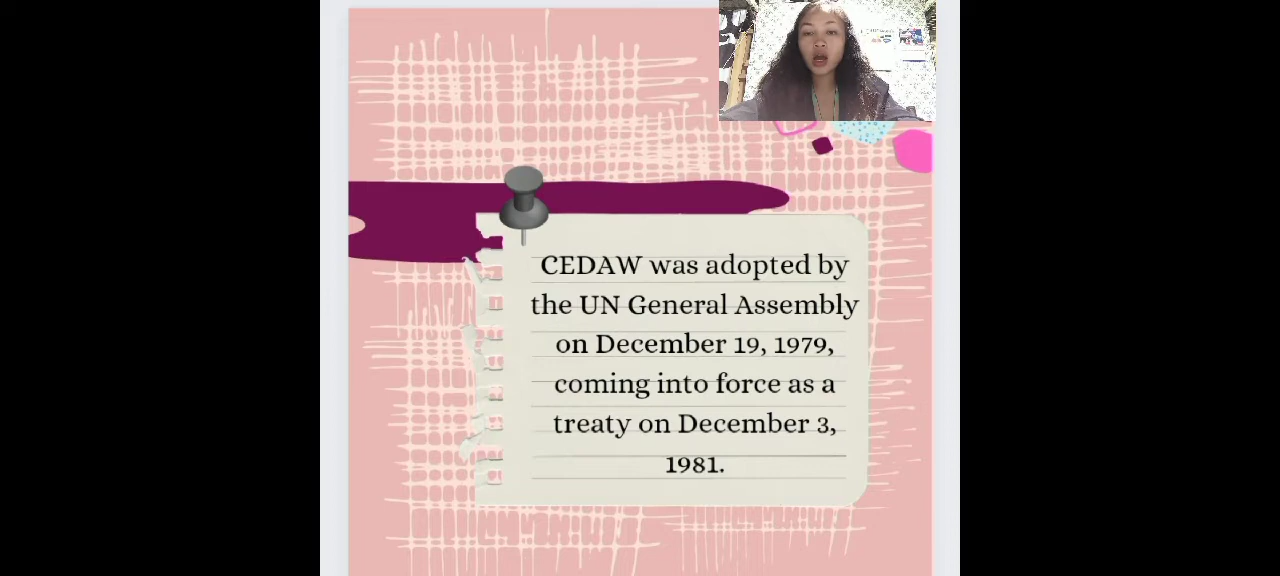 CEDAW was adopted by
the UN General Assembly
on December 19, 1979,
coming into force as a
treaty on December 3,
1981.